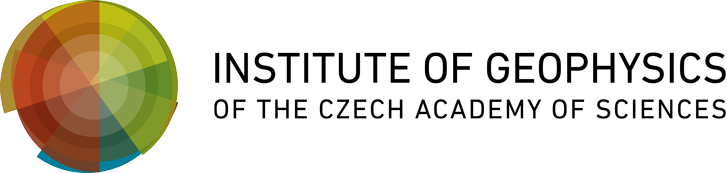 INSTITUTE OF GEOPHYSICS
OF THE CZECH ACADEMY OF SCIENCES